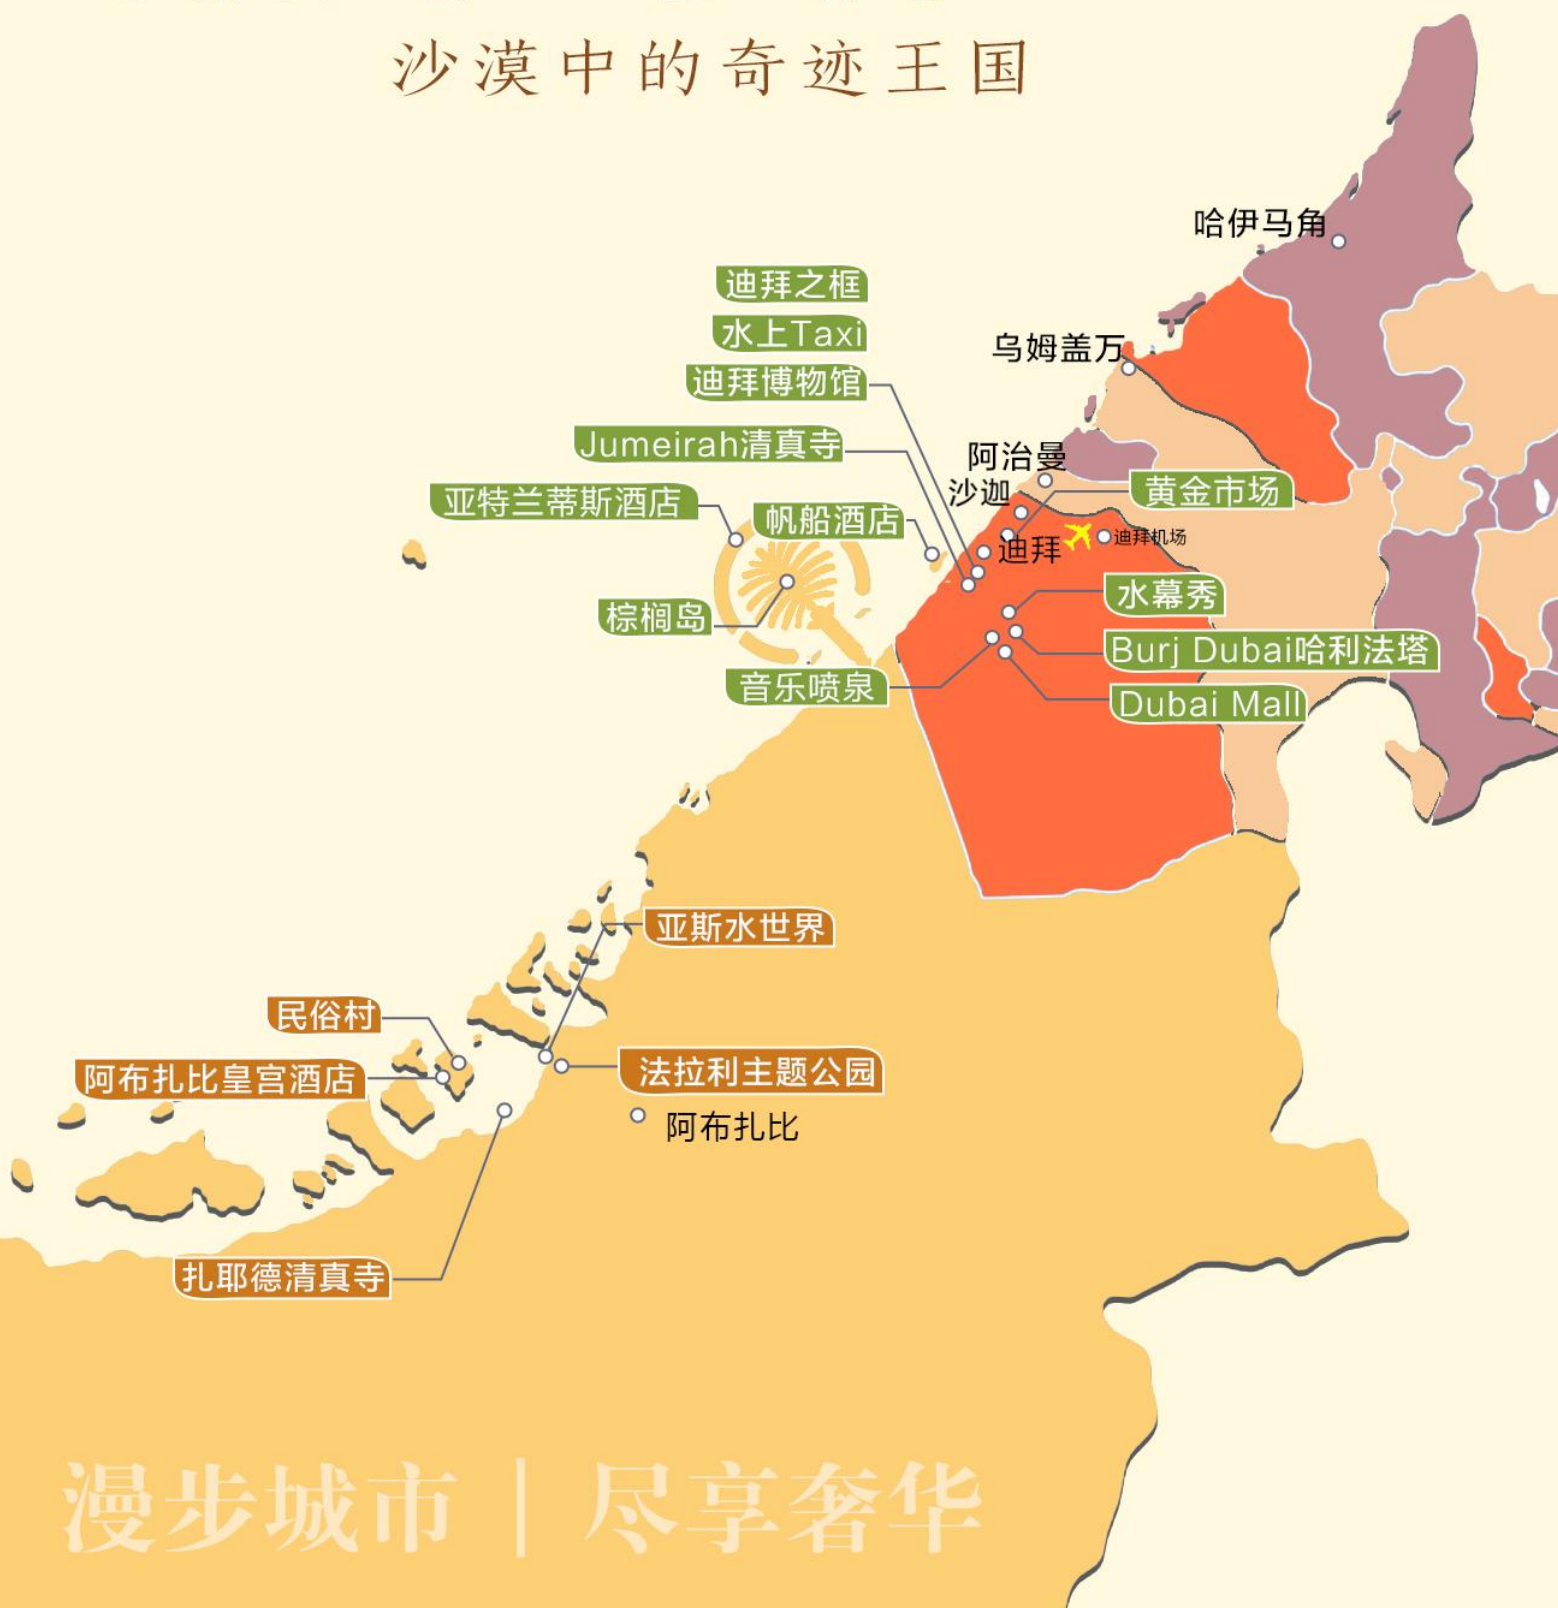 沙漠中的奇迹王国
哈伊马角
迪拜之框
水上Taxi
乌姆盖万
迪拜博物馆
Jumeirah清真寺
阿治曼
沙迦
黄金市场
亚特兰蒂斯酒店
帆船酒店
迪拜
迪拜机场
水幕秀
棕榈岛
Burj Dubai哈利法塔
音乐喷泉
Dubai Mall
亚斯水世界
民俗村
阿布扎比皇宫酒店
法拉利主题公园
阿布扎比
扎耶德清真寺
漫步城市｜尽享奢华